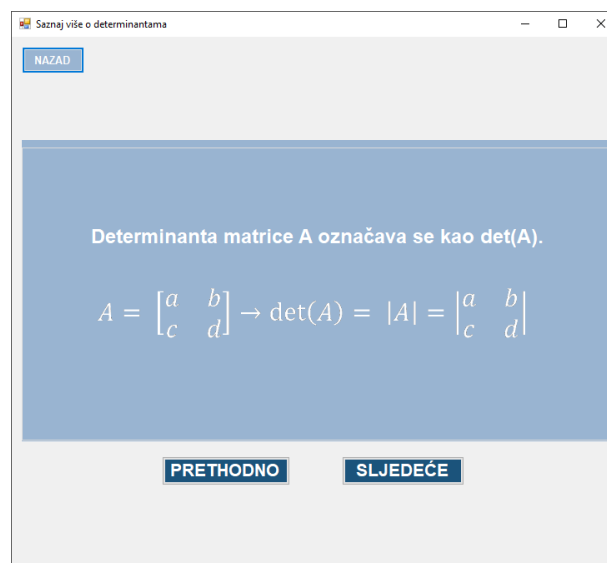 Saznaj više o determinantama
NAZAD
Determinanta matrice A označava se kao det(A).
A = [a b
c d] → det(A) = |A| = |a b
c d|
PRETHODNO SLJEDEĆE